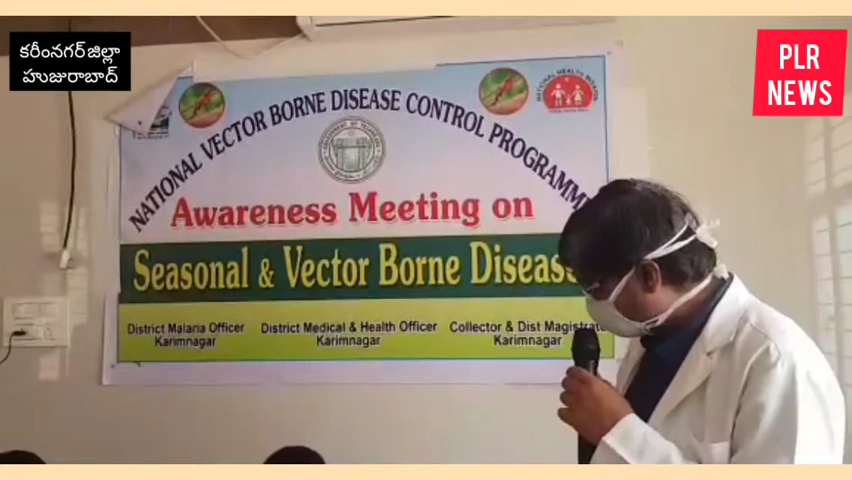 కరీంనగర్ జిల్లా
హుజురాబాద్
PLR
NEWS
NATIONAL HEALTH MISSION
NATIONAL VECTOR BORNE DISEASE CONTROL PROGRAMME
Awareness Meeting on
Seasonal & Vector Borne Diseas
District Malaria Officer
Karimnagar
District Medical & Health Officer
Karimnagar
Collector & Dist Magistrate
Karimnagar